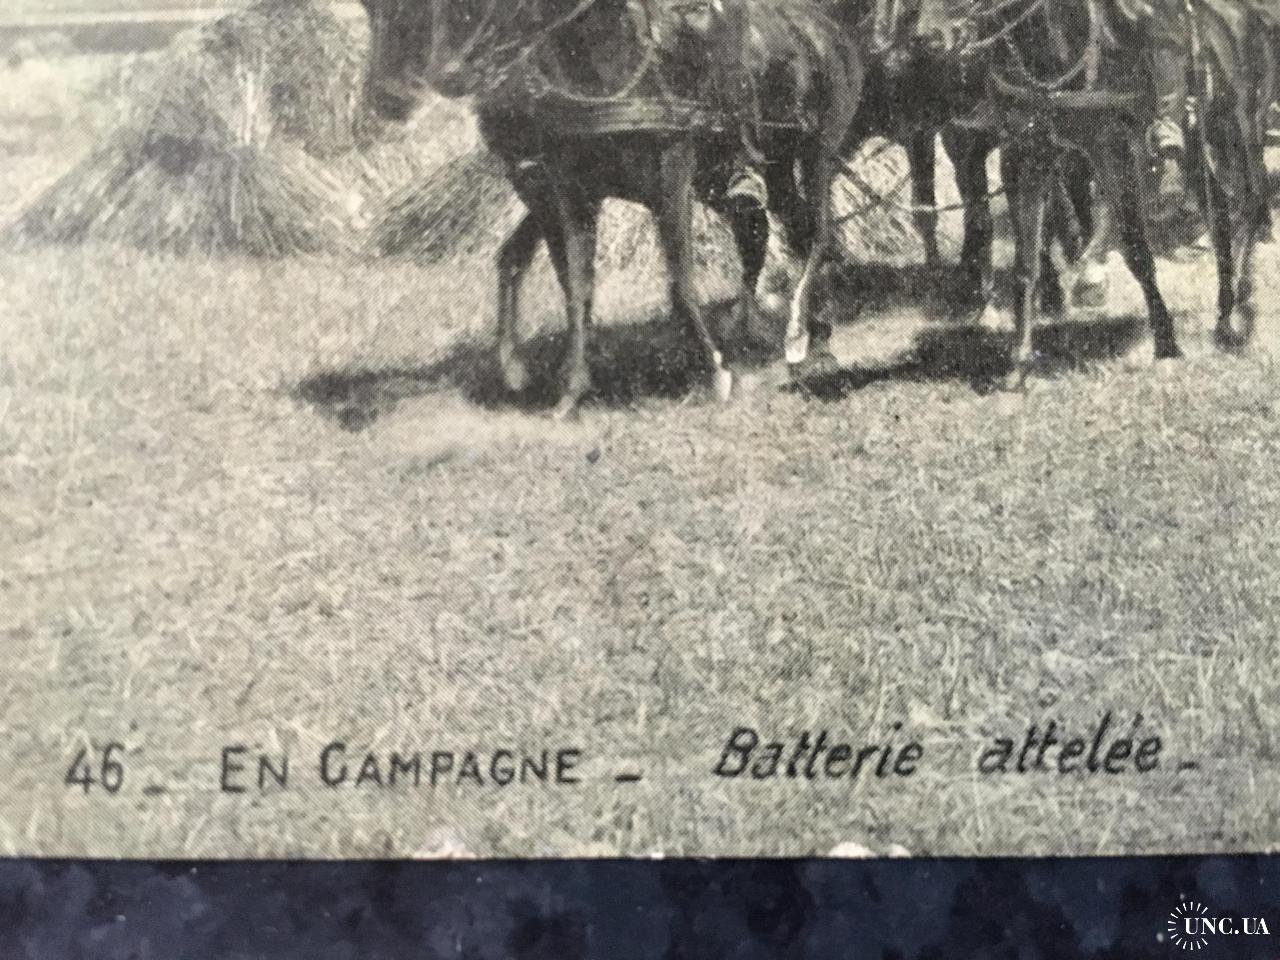 46_ EN CAMPAGNE _ Batterie attelée_
UNC.UA